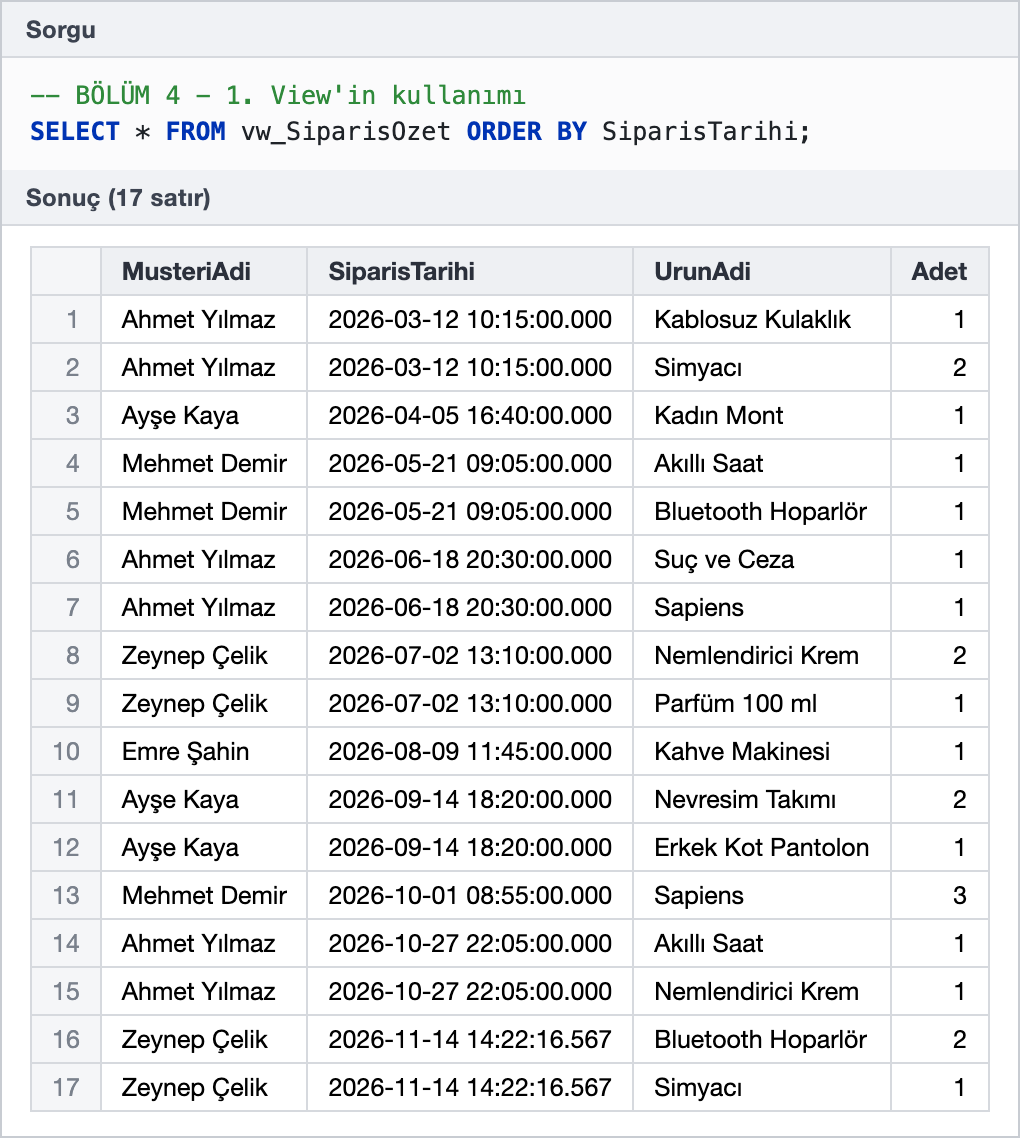 Sorgu
-- BÖLÜM 4 - 1. View'in kullanımı
SELECT * FROM vw_SiparisOzet ORDER BY SiparisTarihi;
Sonuç (17 satır)
MusteriAdi SiparisTarihi UrunAdi Adet
1 Ahmet Yılmaz 2026-03-12 10:15:00.000 Kablosuz Kulaklık 1
2 Ahmet Yılmaz 2026-03-12 10:15:00.000 Simyacı 2
3 Ayşe Kaya 2026-04-05 16:40:00.000 Kadın Mont 1
4 Mehmet Demir 2026-05-21 09:05:00.000 Akıllı Saat 1
5 Mehmet Demir 2026-05-21 09:05:00.000 Bluetooth Hoparlör 1
6 Ahmet Yılmaz 2026-06-18 20:30:00.000 Suç ve Ceza 1
7 Ahmet Yılmaz 2026-06-18 20:30:00.000 Sapiens 1
8 Zeynep Çelik 2026-07-02 13:10:00.000 Nemlendirici Krem 2
9 Zeynep Çelik 2026-07-02 13:10:00.000 Parfüm 100 ml 1
10 Emre Şahin 2026-08-09 11:45:00.000 Kahve Makinesi 1
11 Ayşe Kaya 2026-09-14 18:20:00.000 Nevresim Takımı 2
12 Ayşe Kaya 2026-09-14 18:20:00.000 Erkek Kot Pantolon 1
13 Mehmet Demir 2026-10-01 08:55:00.000 Sapiens 3
14 Ahmet Yılmaz 2026-10-27 22:05:00.000 Akıllı Saat 1
15 Ahmet Yılmaz 2026-10-27 22:05:00.000 Nemlendirici Krem 1
16 Zeynep Çelik 2026-11-14 14:22:16.567 Bluetooth Hoparlör 2
17 Zeynep Çelik 2026-11-14 14:22:16.567 Simyacı 1